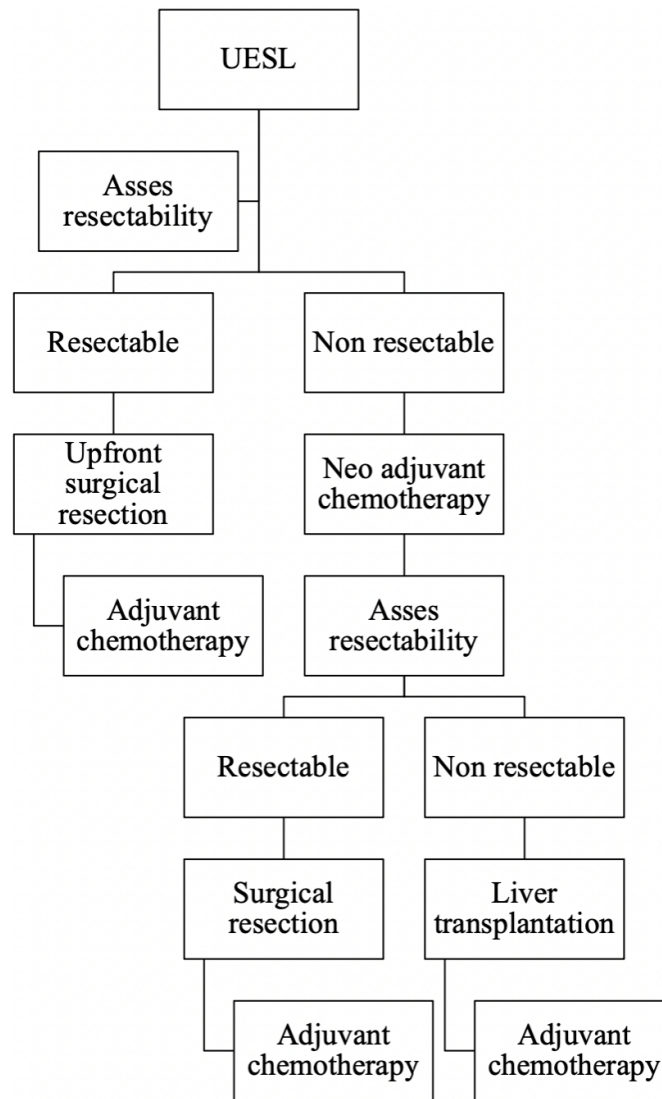 UESL
Asses
resectability
Resectable
Non resectable
Upfront
surgical
resection
Neo adjuvant
chemotherapy
Adjuvant
chemotherapy
Asses
resectability
Resectable
Non resectable
Surgical
resection
Liver
transplantation
Adjuvant
chemotherapy
Adjuvant
chemotherapy